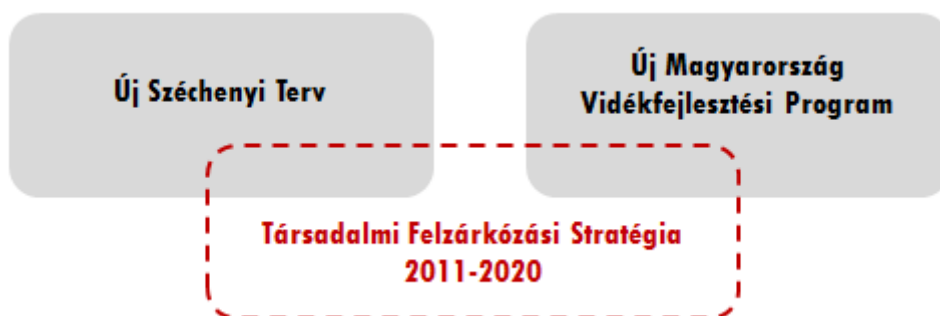 Új Széchenyi Terv
Új Magyarország
Vidékfejlesztési Program
Társadalmi Felzárkózási Stratégia
2011-2020